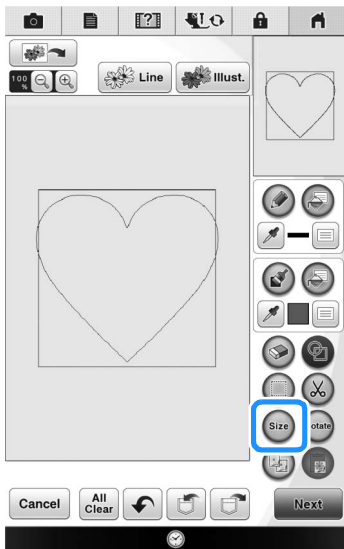 [?]
100
%
Line
Illust.
Size
otate
Cancel
All
Clear
Next